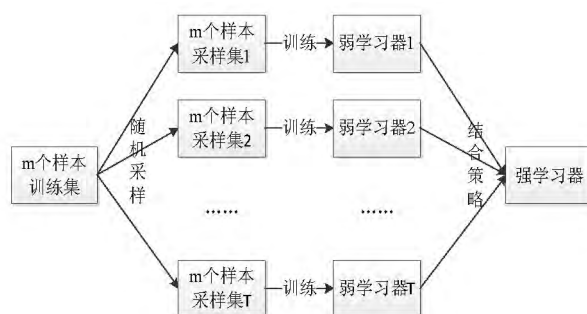 m个样本
训练集
随机采样
m个样本
采样集1
训练
弱学习器1
m个样本
采样集2
训练
弱学习器2
……
……
m个样本
采样集T
训练
弱学习器T
结合策略
强学习器